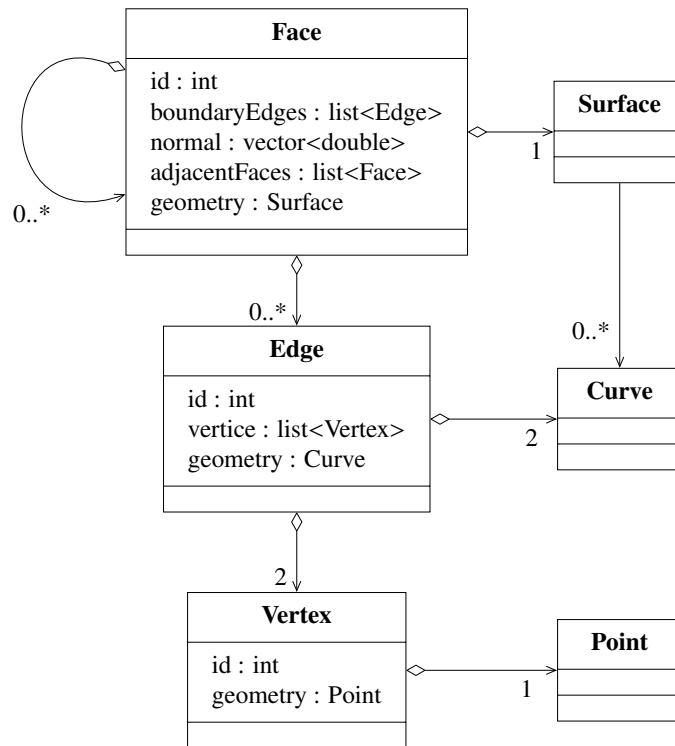 Face
id : int
boundaryEdges : list<Edge>
normal : vector<double>
adjacentFaces : list<Face>
geometry : Surface
0..*
Surface
1
0..*
0..*
Edge
id : int
vertice : list<Vertex>
geometry : Curve
Curve
2
2
Vertex
id : int
geometry : Point
Point
1